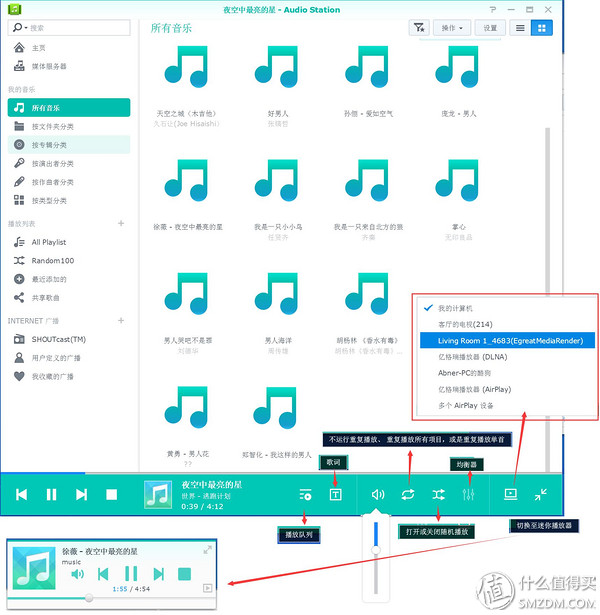 夜空中最亮的星 - Audio Station
搜索
主页
媒体服务器
我的音乐
所有音乐
按文件夹分类
按专辑分类
按演出者分类
按作曲者分类
按类型分类
播放列表
All Playlist
Random100
最近添加的
共享歌曲
INTERNET 广播
SHOUTcast(TM)
用户定义的广播
我收藏的广播
所有音乐
操作
设置
天空之城（木吉他）
久石让(Joe Hisaishi)
好男人
张晴哲
孙恺 - 爱如空气
庞龙 - 男人
徐薇 - 夜空中最亮的星
我是一只小小鸟
任贤齐
我是一只来自北方的狼
齐秦
掌心
无印良品
男人哭吧不是罪
刘德华
男人海洋
周传雄
胡杨林 《香水有毒》
胡杨林 《香水有毒》...
黄勇 - 男人花
??
欢智化 - 我这样的男人
我的计算机
客厅的电视(214)
Living Room 1_4683(EgreatMediaRender)
亿格瑞播放器 (DLNA)
Abner-PC的酷狗
亿格瑞播放器 (AirPlay)
多个 AirPlay 设备
不运行重复播放、重复播放所有项目，或是重复播放单首
歌词
均衡器
夜空中最亮的星
世界 - 逃跑计划
0:39 / 4:12
播放队列
打开或关闭随机播放
切换至迷你播放器
徐薇 - 夜空中最亮的星
music
1:55 / 4:54
值 什么值得买
SMZDM.COM